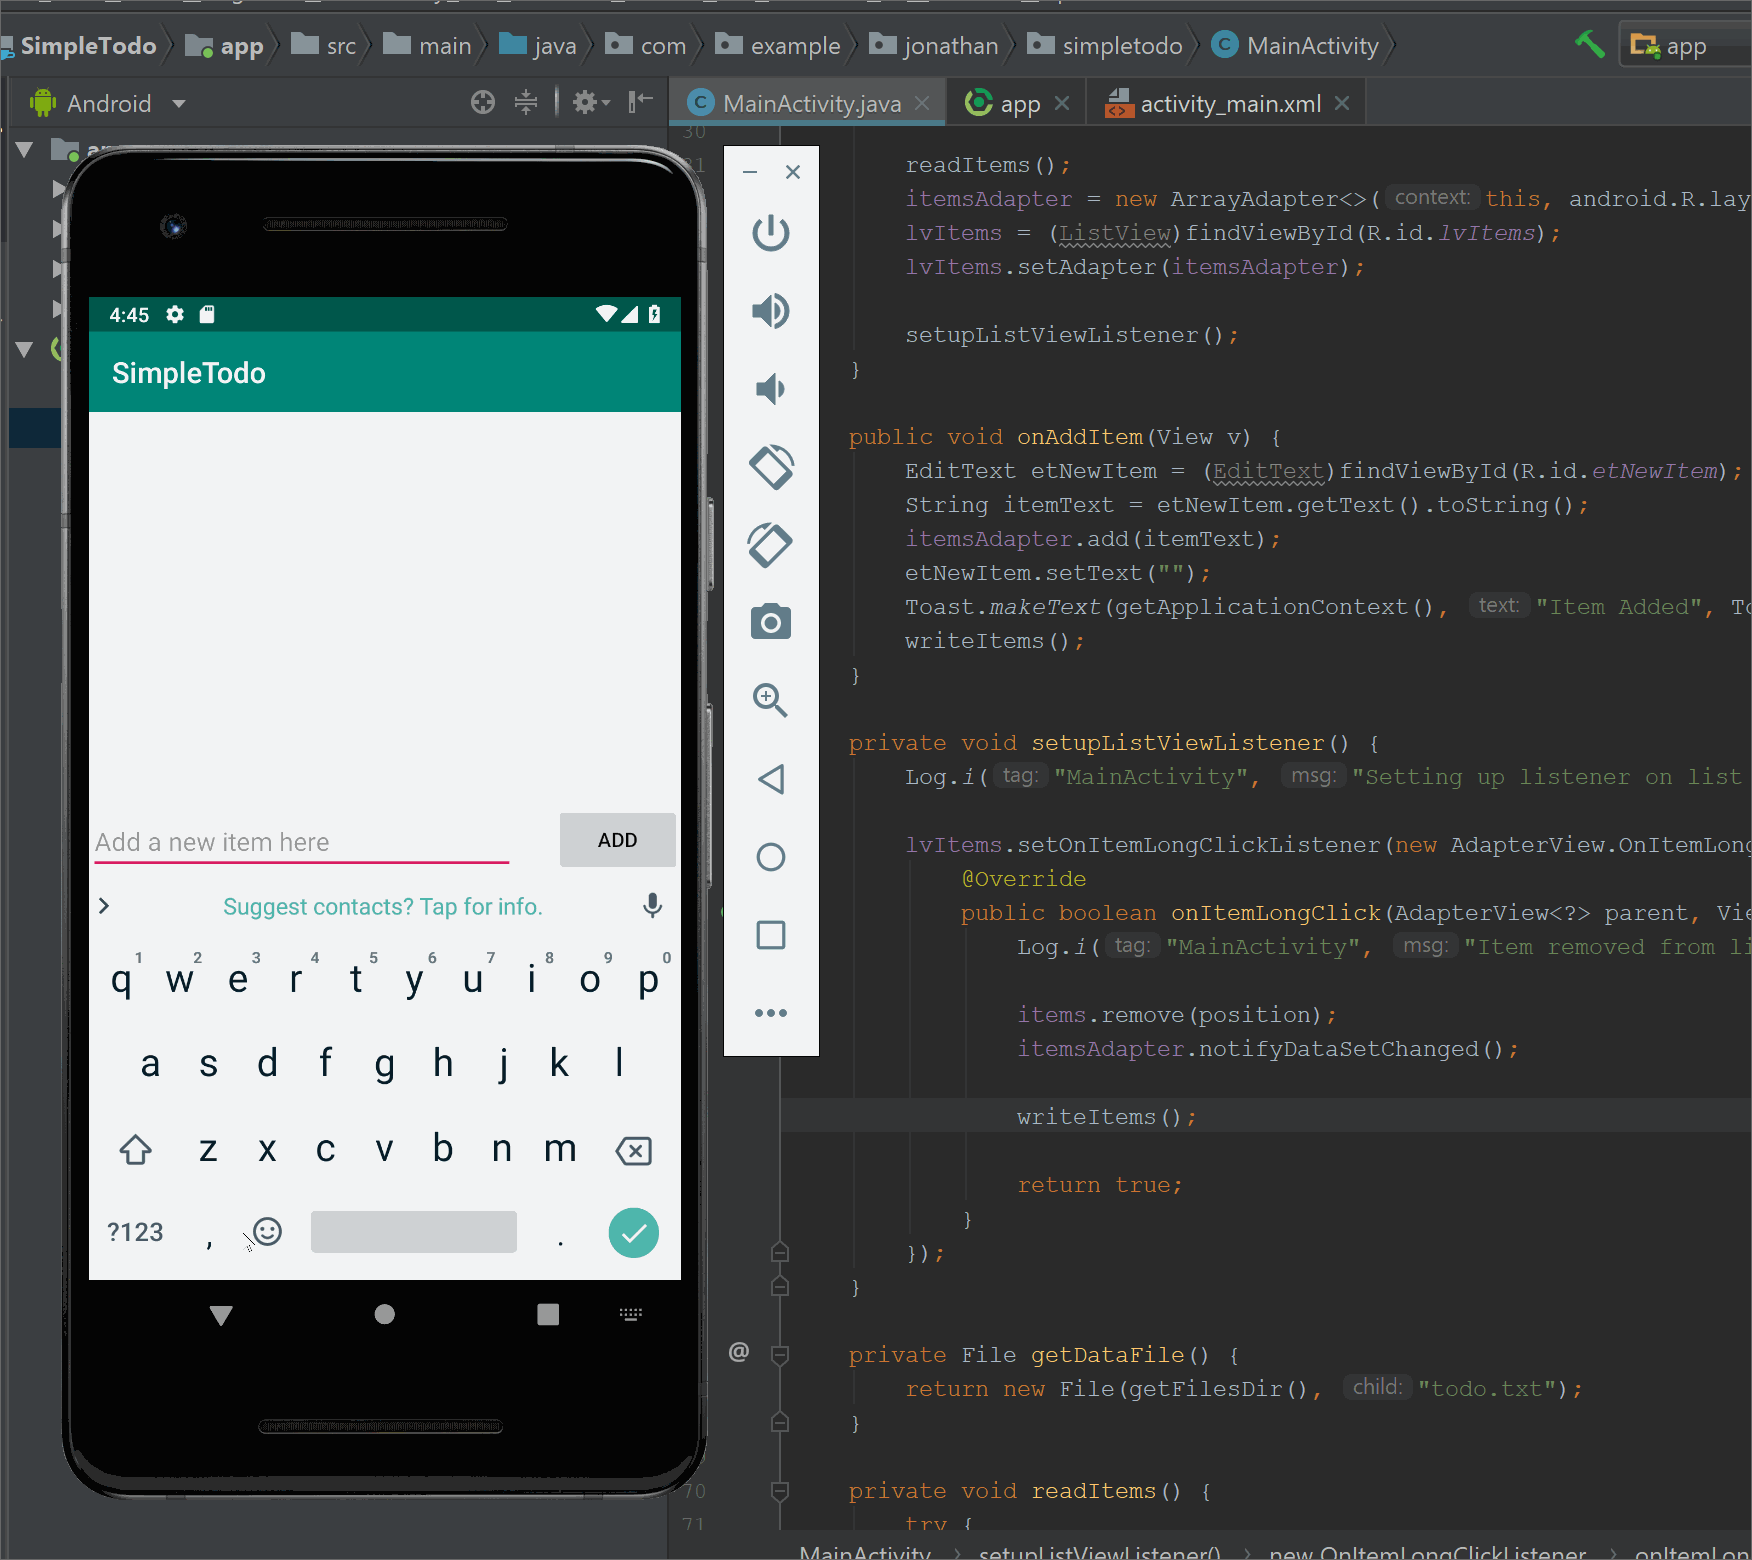 SimpleTodo app src main java com example jonathan simpletodo MainActivity app
Android
MainActivity.java app activity_main.xml
30
readItems();
itemsAdapter = new ArrayAdapter<>( context: this, android.R.lay
lvItems = (ListView)findViewById(R.id.lvItems);
lvItems.setAdapter(itemsAdapter);
setupListViewListener();
}
public void onAddItem(View v) {
EditText etNewItem = (EditText)findViewById(R.id.etNewItem);
String itemText = etNewItem.getText().toString();
itemsAdapter.add(itemText);
etNewItem.setText("");
Toast.makeText(getApplicationContext(), text: "Item Added", To
writeItems();
}
private void setupListViewListener() {
Log.i( tag: "MainActivity", msg: "Setting up listener on list
lvItems.setOnItemLongClickListener(new AdapterView.OnItemLong
@Override
public boolean onItemLongClick(AdapterView<?> parent, Vie
Log.i( tag: "MainActivity", msg: "Item removed from li
items.remove(position);
itemsAdapter.notifyDataSetChanged();
writeItems();
return true;
}
});
}
@ private File getDataFile() {
return new File(getFilesDir(), child: "todo.txt");
}
70 private void readItems() {
71 try {
MainActivity setupListViewListener() new OnItemLongClickListener onItemLon
4:45
SimpleTodo
Add a new item here ADD
Suggest contacts? Tap for info.
1 2 3 4 5 6 7 8 9 0
q w e r t y u i o p
a s d f g h j k l
z x c v b n m
?123 , .